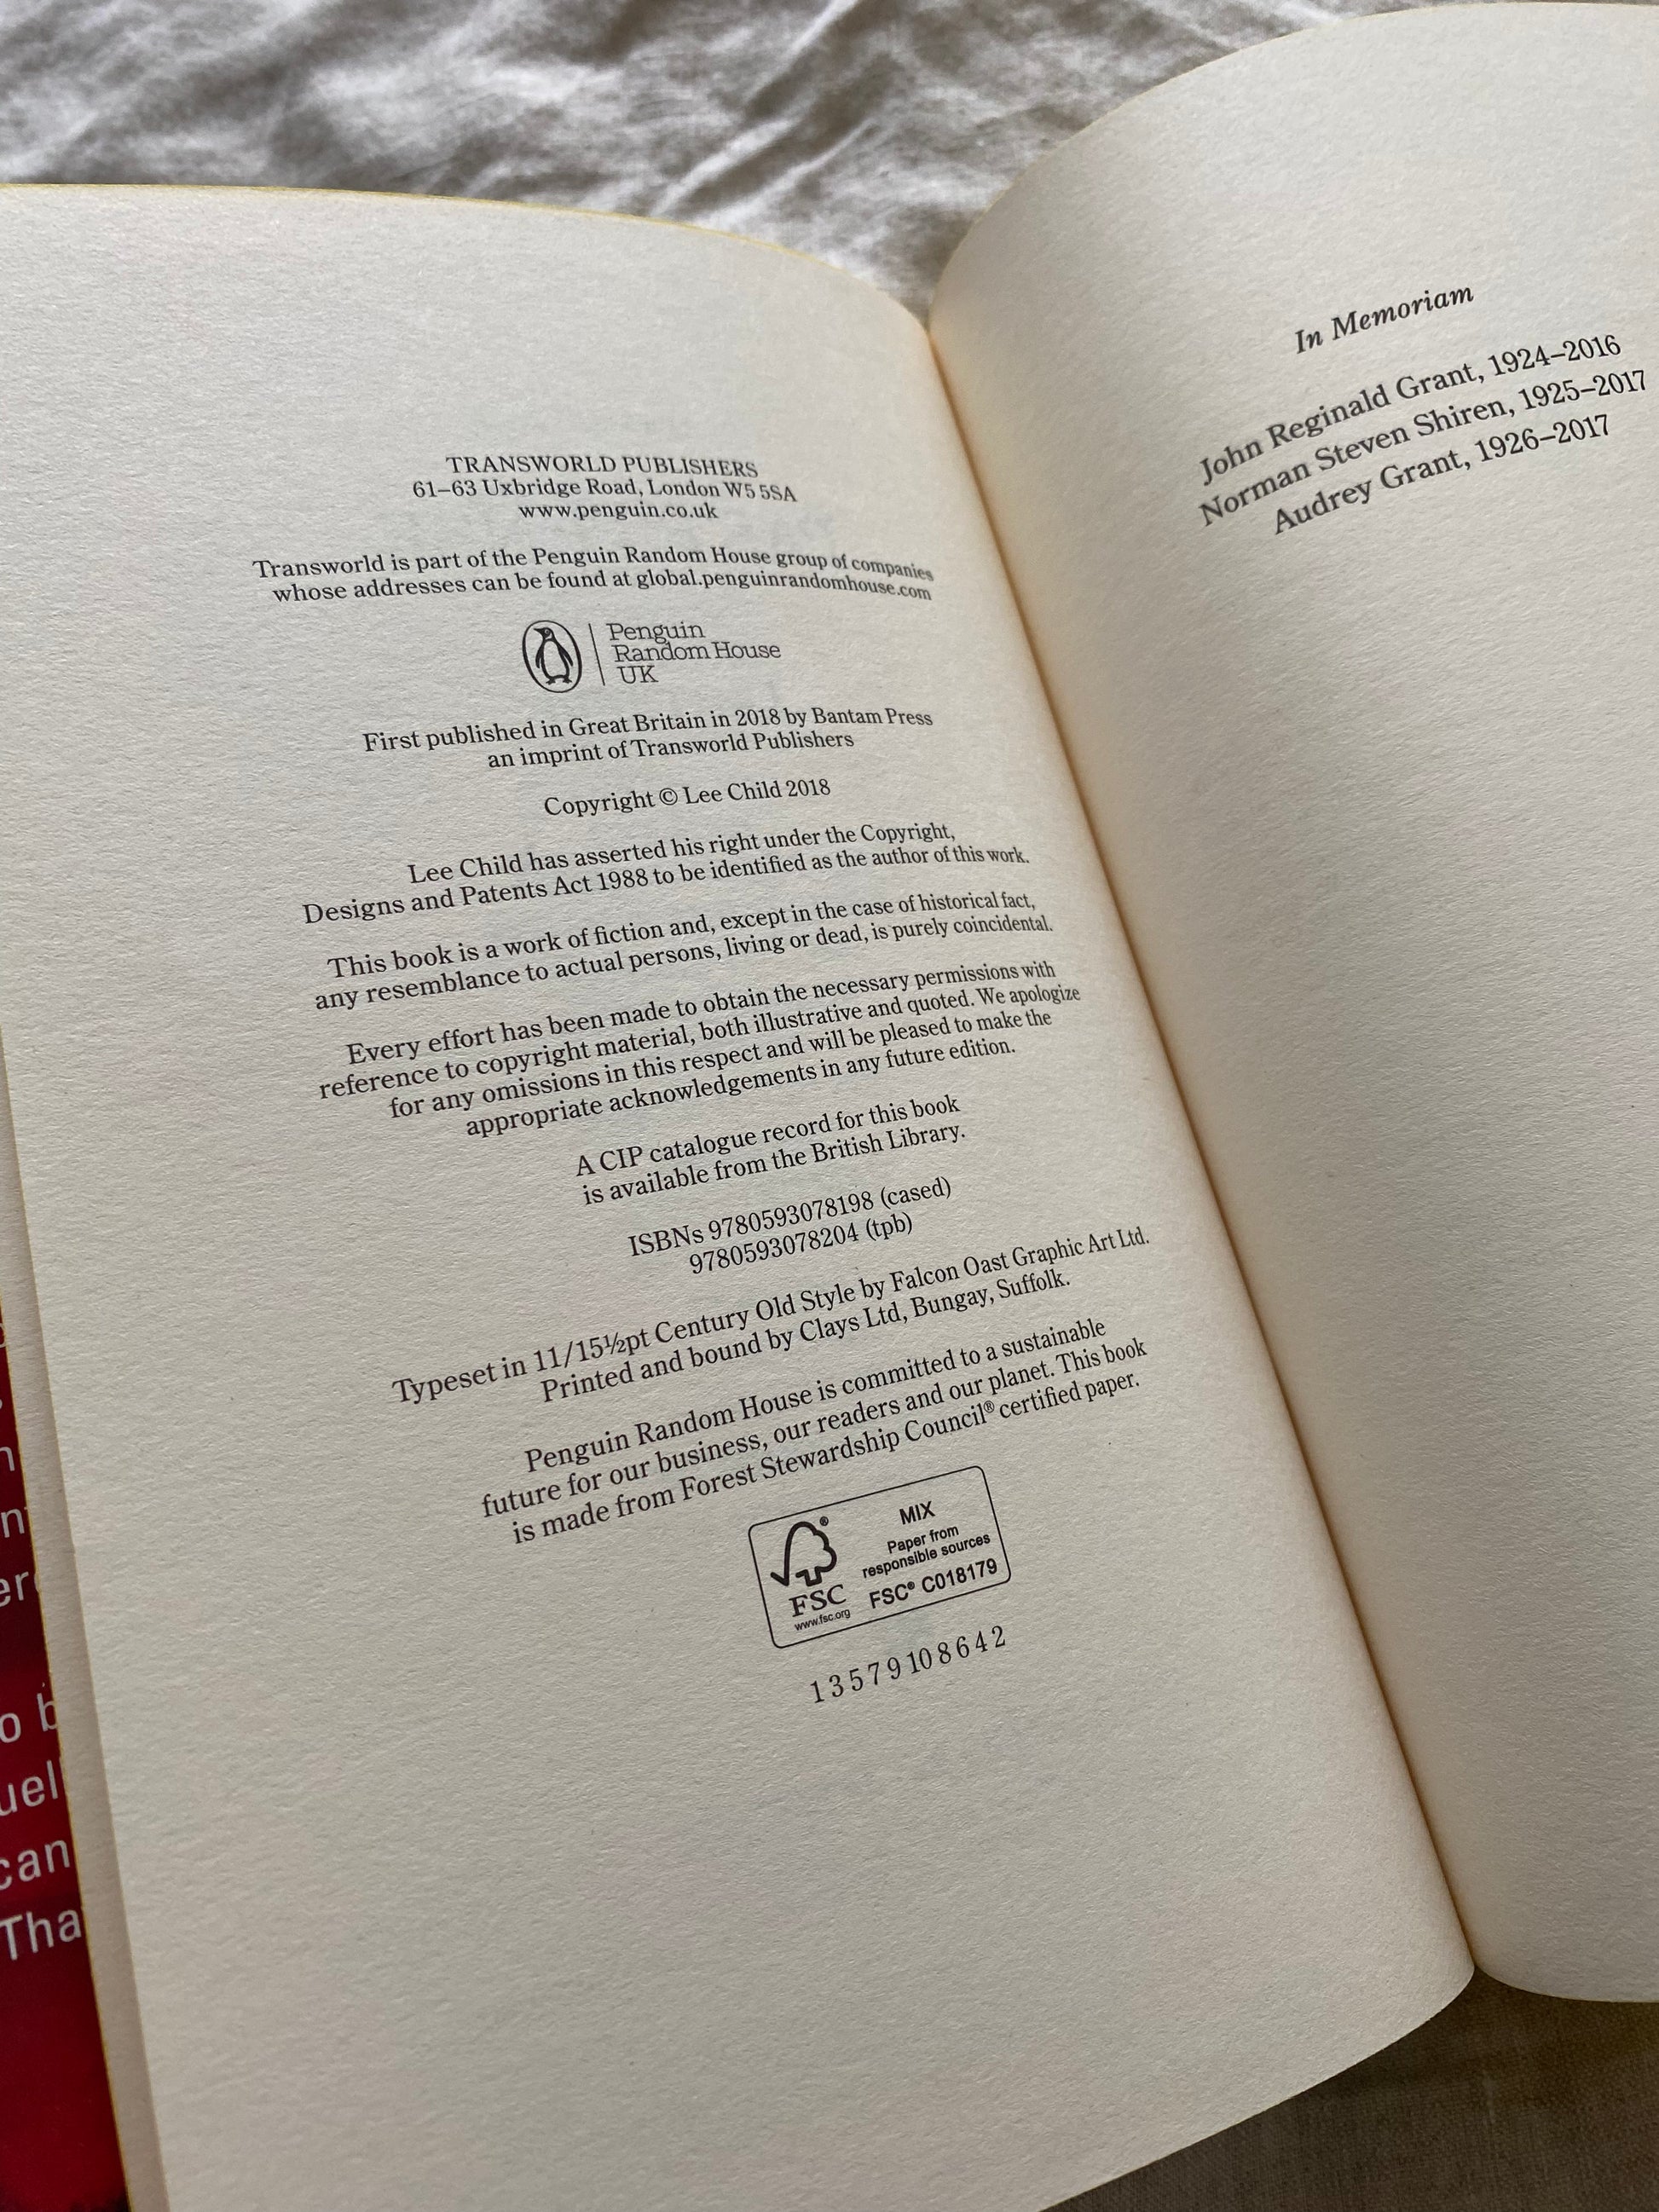 TRANSWORLD PUBLISHERS
61–63 Uxbridge Road, London W5 5SA
www.penguin.co.uk
Transworld is part of the Penguin Random House group of companies
whose addresses can be found at global.penguinrandomhouse.com
Penguin
Random House
UK
First published in Great Britain in 2018 by Bantam Press
an imprint of Transworld Publishers
Copyright © Lee Child 2018
Lee Child has asserted his right under the Copyright,
Designs and Patents Act 1988 to be identified as the author of this work.
This book is a work of fiction and, except in the case of historical fact,
any resemblance to actual persons, living or dead, is purely coincidental.
Every effort has been made to obtain the necessary permissions with
reference to copyright material, both illustrative and quoted. We apologize
for any omissions in this respect and will be pleased to make the
appropriate acknowledgements in any future edition.
A CIP catalogue record for this book
is available from the British Library.
ISBNs 9780593078198 (cased)
9780593078204 (tpb)
Typeset in 11/15½pt Century Old Style by Falcon Oast Graphic Art Ltd.
Printed and bound by Clays Ltd, Bungay, Suffolk.
Penguin Random House is committed to a sustainable
future for our business, our readers and our planet. This book
is made from Forest Stewardship Council® certified paper.
®
FSC
www.fsc.org
MIX
Paper from
responsible sources
FSC® C018179
1 3 5 7 9 10 8 6 4 2
In Memoriam
John Reginald Grant, 1924–2016
Norman Steven Shiren, 1925–2017
Audrey Grant, 1926–2017
o b
uel
can
Tha